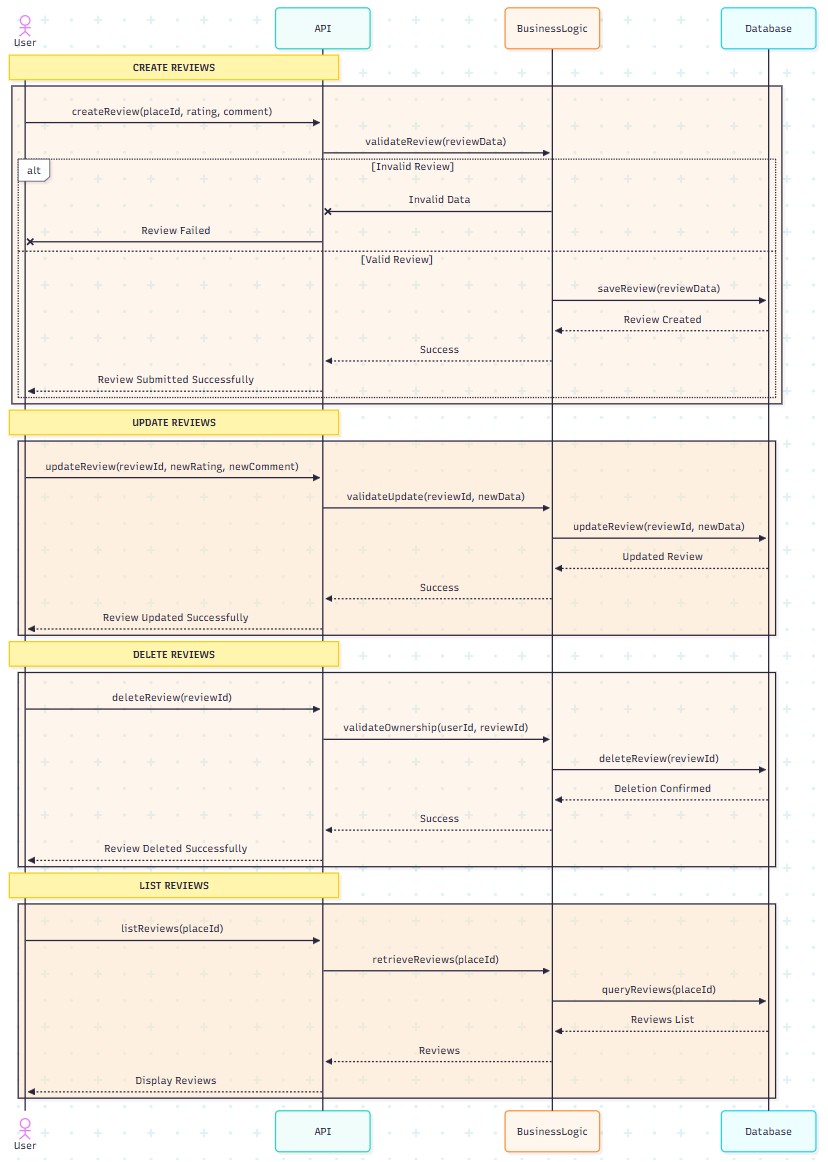 User
API
BusinessLogic
Database
CREATE REVIEWS
createReview(placeId, rating, comment)
validateReview(reviewData)
alt
[Invalid Review]
Invalid Data
Review Failed
[Valid Review]
saveReview(reviewData)
Review Created
Success
Review Submitted Successfully
UPDATE REVIEWS
updateReview(reviewId, newRating, newComment)
validateUpdate(reviewId, newData)
updateReview(reviewId, newData)
Updated Review
Success
Review Updated Successfully
DELETE REVIEWS
deleteReview(reviewId)
validateOwnership(userId, reviewId)
deleteReview(reviewId)
Deletion Confirmed
Success
Review Deleted Successfully
LIST REVIEWS
listReviews(placeId)
retrieveReviews(placeId)
queryReviews(placeId)
Reviews List
Reviews
Display Reviews
User
API
BusinessLogic
Database